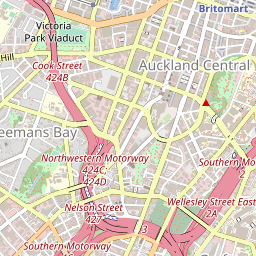 Britomart
Victoria
Park Viaduct
Hill
Cook Street
424B
Auckland Central
eemans Bay
Northwestern Motorway
424C;
424D
Southern Mo
Nelson Street
427
Wellesley Street East
2A
3
Southern Motorway